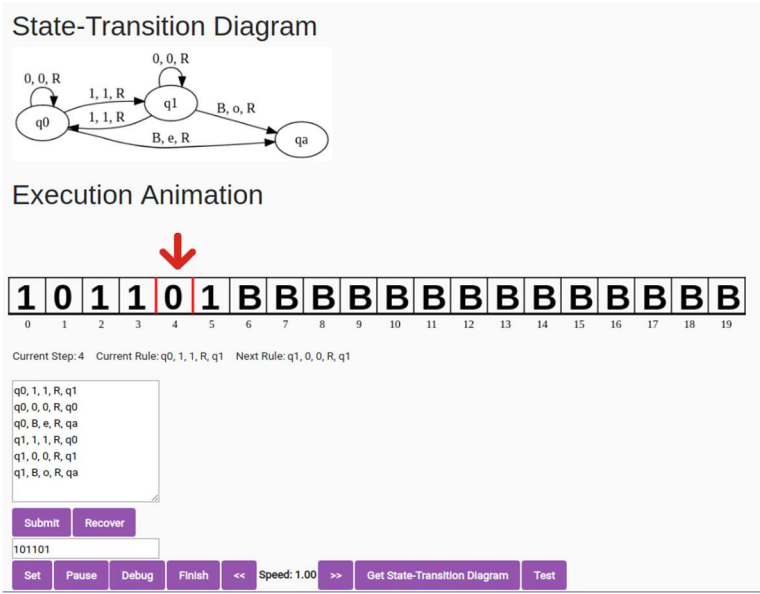 State-Transition Diagram
0, 0, R
0, 0, R
1, 1, R
q1
B, o, R
q0
1, 1, R
B, e, R
qa
Execution Animation
1 0 1 1 0 1 B B B B B B B B B B B B B B
0 1 2 3 4 5 6 7 8 9 10 11 12 13 14 15 16 17 18 19
Current Step: 4 Current Rule: q0, 1, 1, R, q1 Next Rule: q1, 0, 0, R, q1
q0, 1, 1, R, q1
q0, 0, 0, R, q0
q0, B, e, R, qa
q1, 1, 1, R, q0
q1, 0, 0, R, q1
q1, B, o, R, qa
Submit Recover
101101
Set Pause Debug Finish << Speed: 1.00 >> Get State-Transition Diagram Test